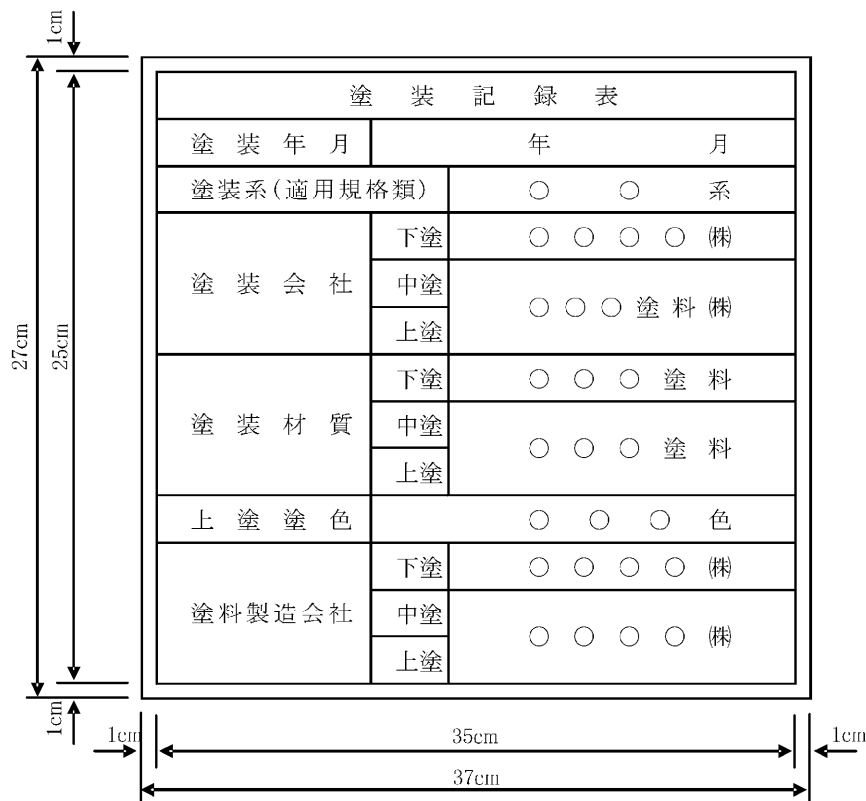 1cm
27cm
25cm
塗装記録表
塗装年月 年 月
塗装系(適用規格類) ○ ○ 系
塗装会社 下塗 ○○○○㈱
中塗 ○○○塗料㈱
上塗
塗装材質 下塗 ○○○塗料
中塗 ○○○塗料
上塗
上塗塗色 ○○○色
塗料製造会社 下塗 ○○○○㈱
中塗 ○○○○㈱
上塗
1cm
1cm 35cm 1cm
37cm